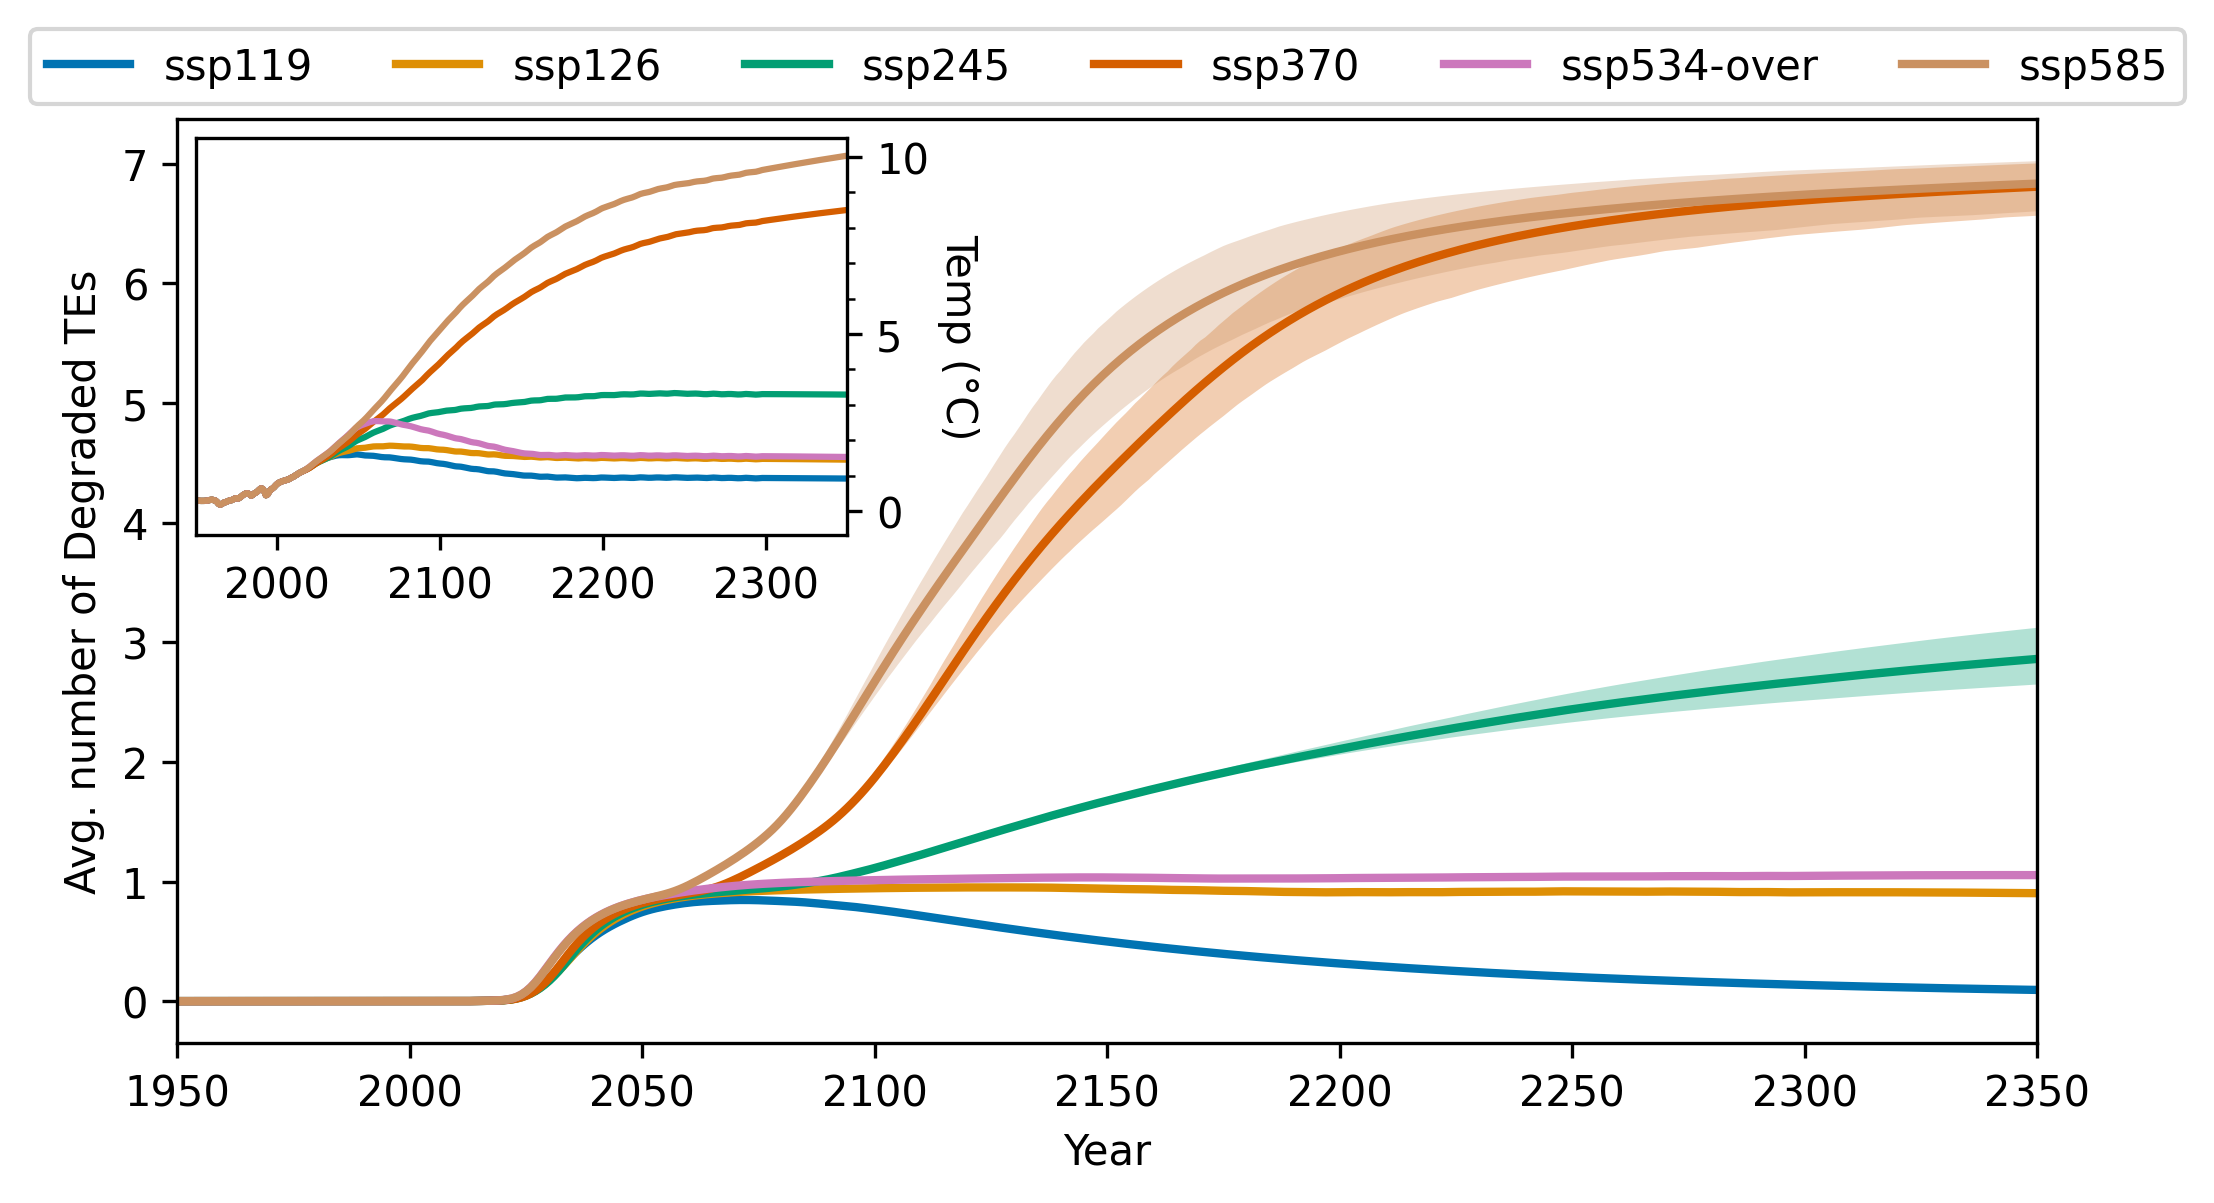 ssp119 ssp126 ssp245 ssp370 ssp534-over ssp585
Avg. number of Degraded TEs
7
6
5
4
3
2
1
0
10
5
0
Temp (°C)
2000 2100 2200 2300
1950 2000 2050 2100 2150 2200 2250 2300 2350
Year